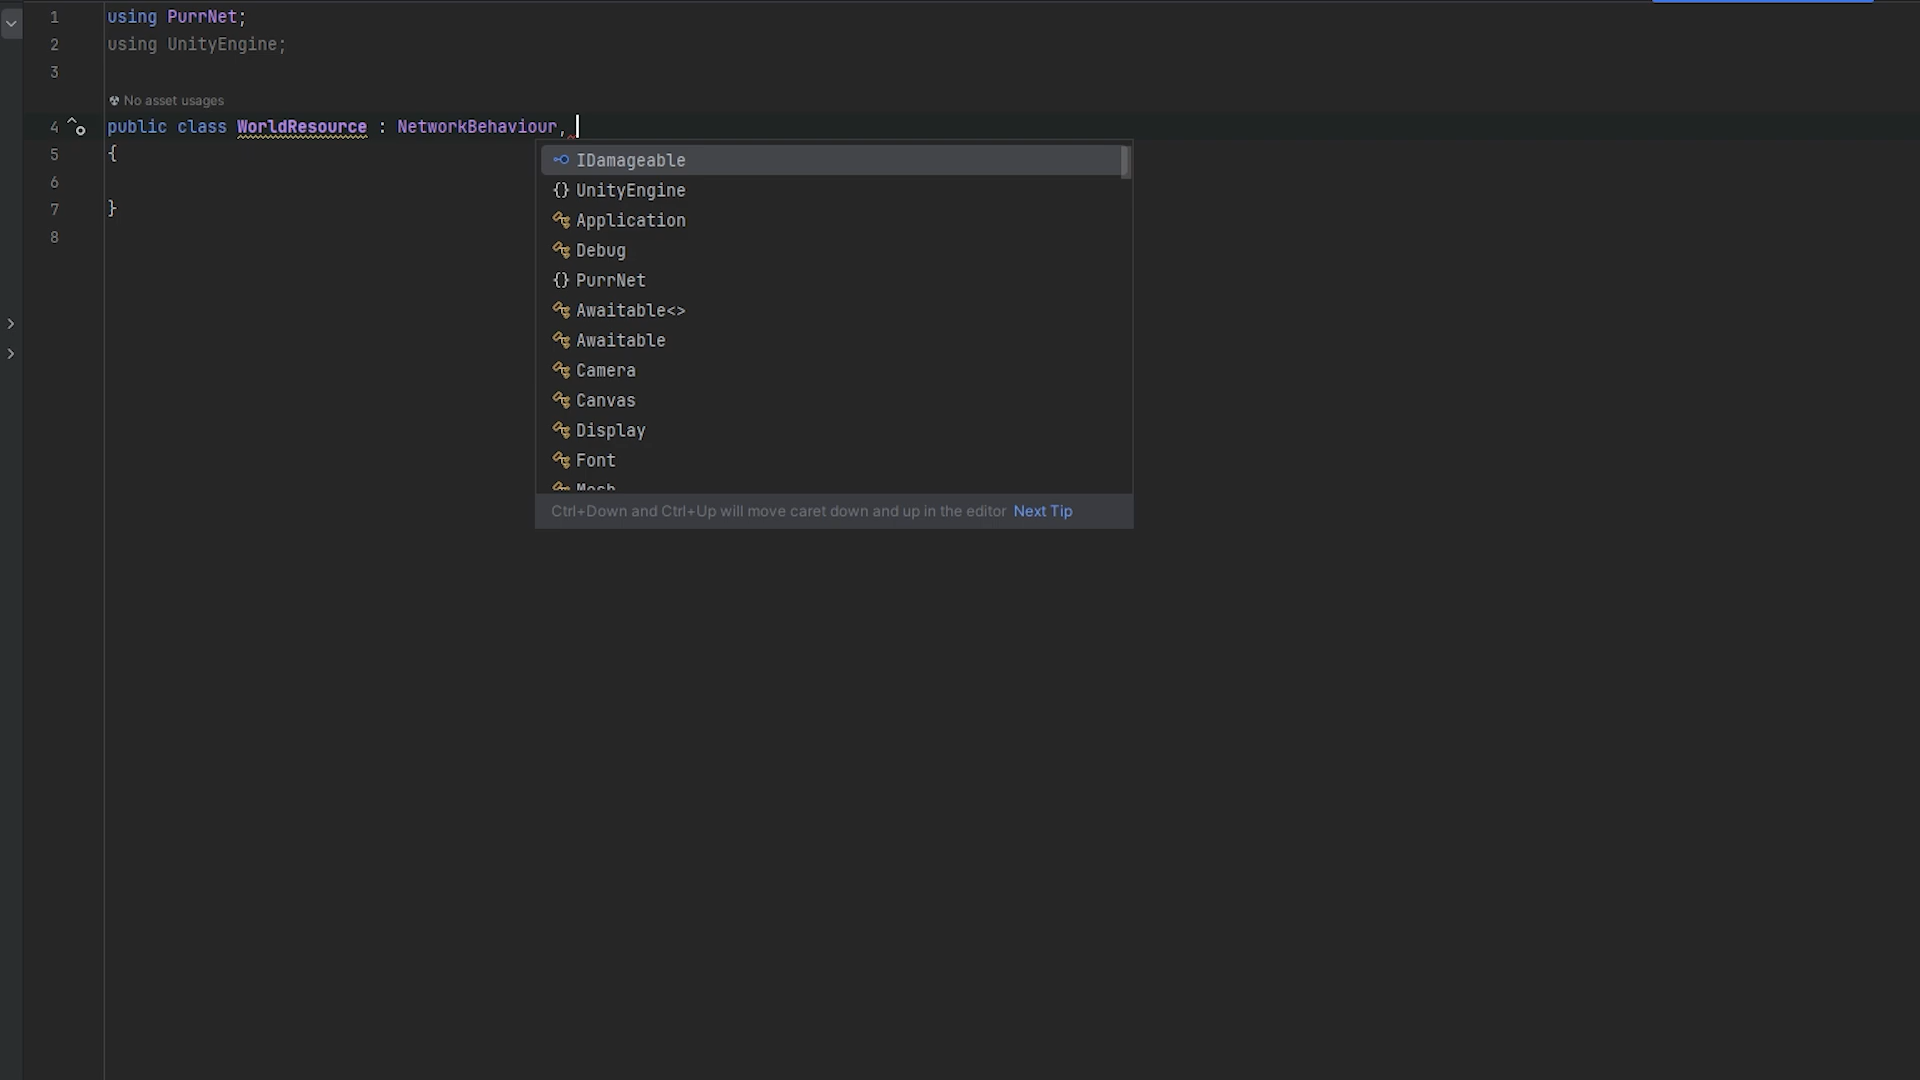 1 using PurrNet;
2 using UnityEngine;
3
No asset usages
4 public class WorldResource : NetworkBehaviour,
5 {
6
7 }
8
IDamageable
{} UnityEngine
Application
Debug
{} PurrNet
Awaitable<>
Awaitable
Camera
Canvas
Display
Font
Mesh
Ctrl+Down and Ctrl+Up will move caret down and up in the editor Next Tip